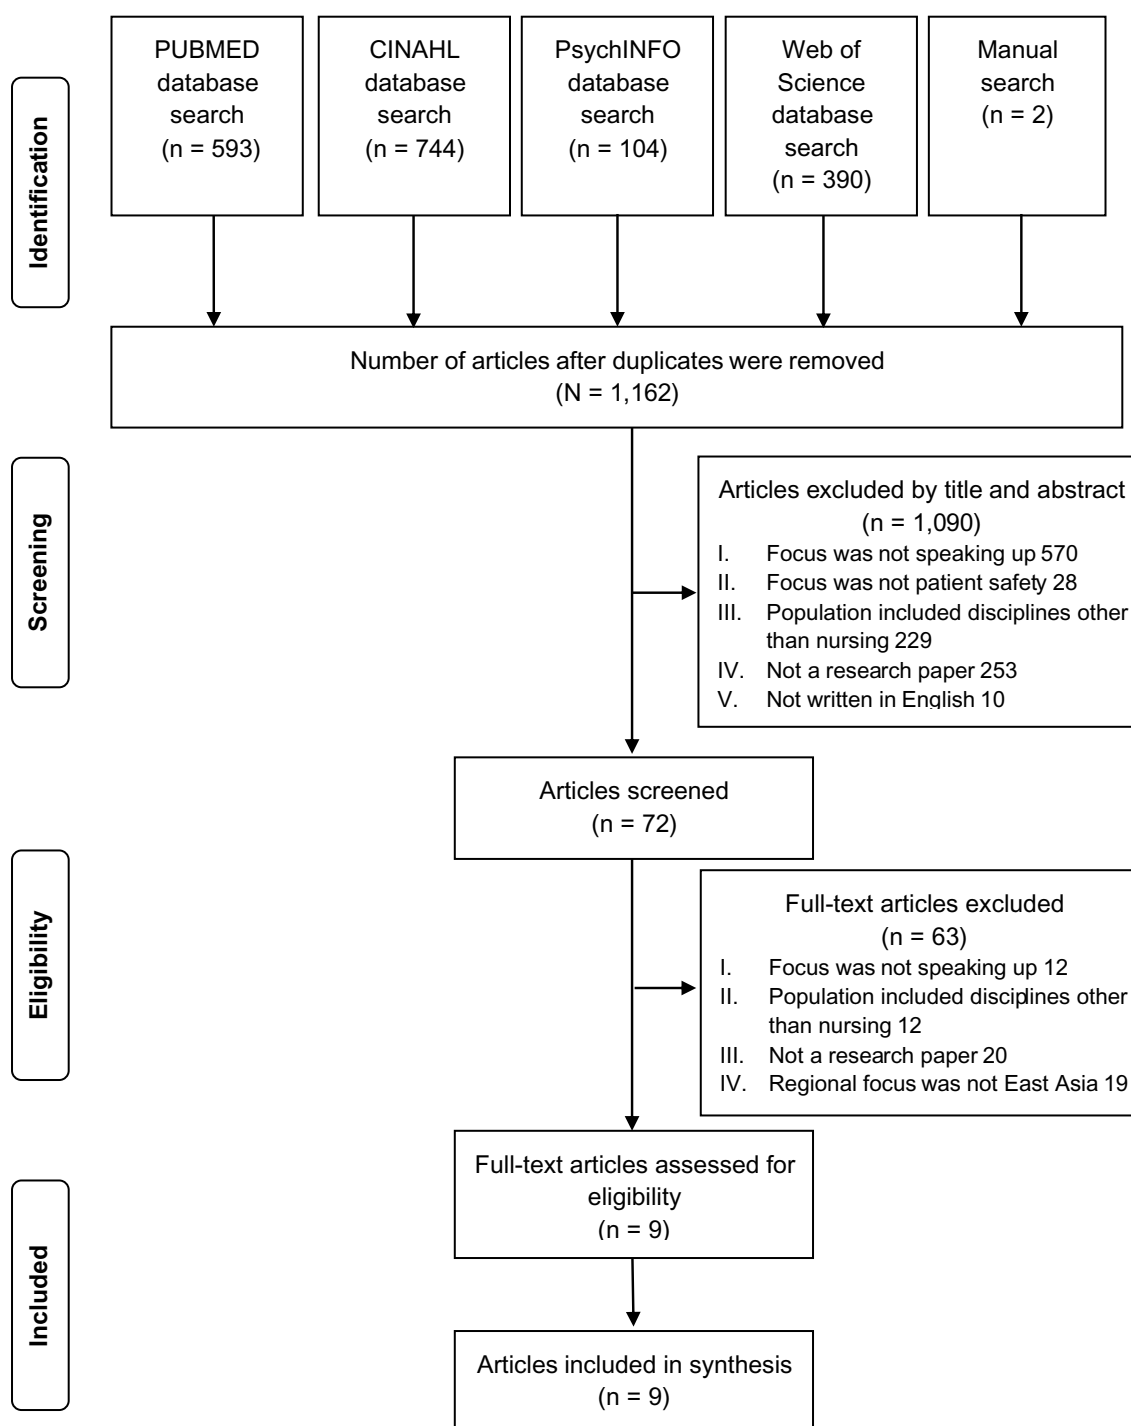 PUBMED
database
search
(n = 593)
CINAHL
database
search
(n = 744)
PsychINFO
database
search
(n = 104)
Web of
Science
database
search
(n = 390)
Manual
search
(n = 2)
Identification
Number of articles after duplicates were removed
(N = 1,162)
Screening
Articles excluded by title and abstract
(n = 1,090)
I. Focus was not speaking up 570
II. Focus was not patient safety 28
III. Population included disciplines other
than nursing 229
IV. Not a research paper 253
V. Not written in English 10
Articles screened
(n = 72)
Eligibility
Full-text articles excluded
(n = 63)
I. Focus was not speaking up 12
II. Population included disciplines other
than nursing 12
III. Not a research paper 20
IV. Regional focus was not East Asia 19
Full-text articles assessed for
eligibility
(n = 9)
Included
Articles included in synthesis
(n = 9)